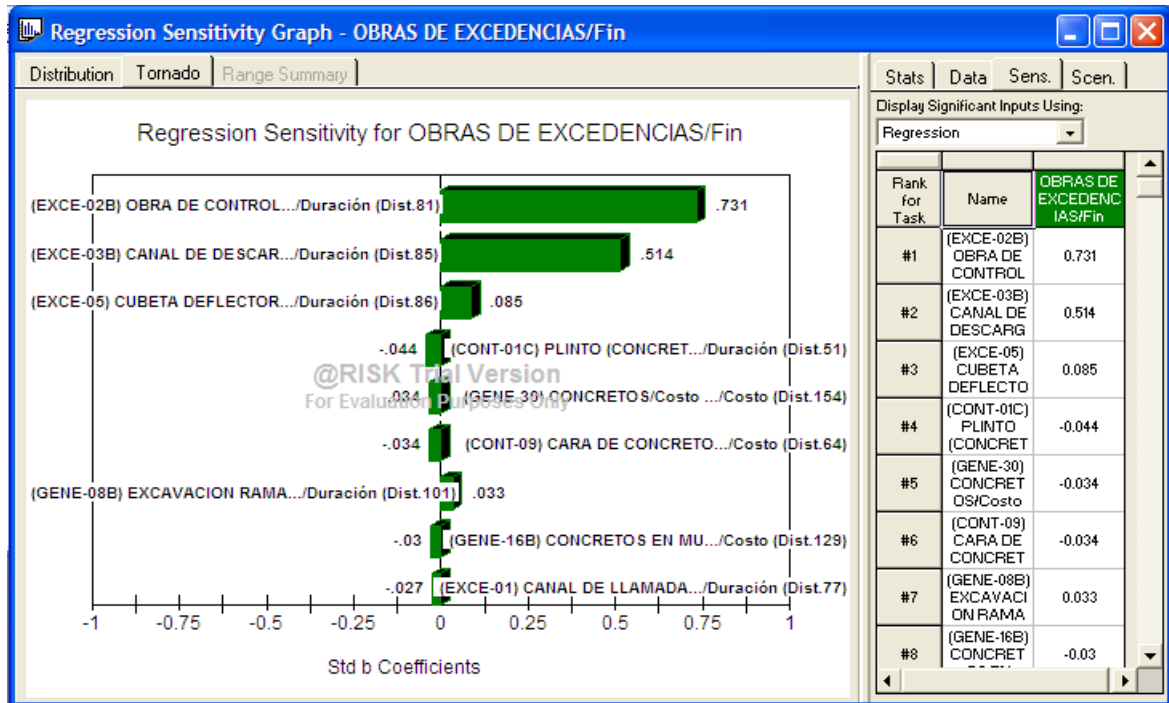 Regression Sensitivity Graph - OBRAS DE EXCEDENCIAS/Fin
Distribution Tornado Range Summary
Regression Sensitivity for OBRAS DE EXCEDENCIAS/Fin
(EXCE-02B) OBRA DE CONTROL.../Duración (Dist.81) .731
(EXCE-03B) CANAL DE DESCAR.../Duración (Dist.85) .514
(EXCE-05) CUBETA DEFLECTOR.../Duración (Dist.86) .085
-.044 (CONT-01C) PLINTO (CONCRET.../Duración (Dist.51)
@RISK Trial Version
For Evaluation Purposes Only
-.034 (GENE-30) CONCRETOS/Costo .../Costo (Dist.154)
-.034 (CONT-09) CARA DE CONCRETO.../Costo (Dist.64)
(GENE-08B) EXCAVACION RAMA.../Duración (Dist.101) .033
-.03 (GENE-16B) CONCRETOS EN MU.../Costo (Dist.129)
-.027 (EXCE-01) CANAL DE LLAMADA.../Duración (Dist.77)
-1 -0.75 -0.5 -0.25 0 0.25 0.5 0.75 1
Std b Coefficients
Stats Data Sens. Scen.
Display Significant Inputs Using:
Regression
Rank for Task
Name
OBRAS DE EXCEDENC IAS/Fin
#1
(EXCE-02B)
OBRA DE
CONTROL
0.731
#2
(EXCE-03B)
CANAL DE
DESCARG
0.514
#3
(EXCE-05)
CUBETA
DEFLECTO
0.085
#4
(CONT-01C)
PLINTO
(CONCRET
-0.044
#5
(GENE-30)
CONCRET
OS/Costo
-0.034
#6
(CONT-09)
CARA DE
CONCRET
-0.034
#7
(GENE-08B)
EXCAVACI
ON RAMA
0.033
#8
(GENE-16B)
CONCRET
-0.03